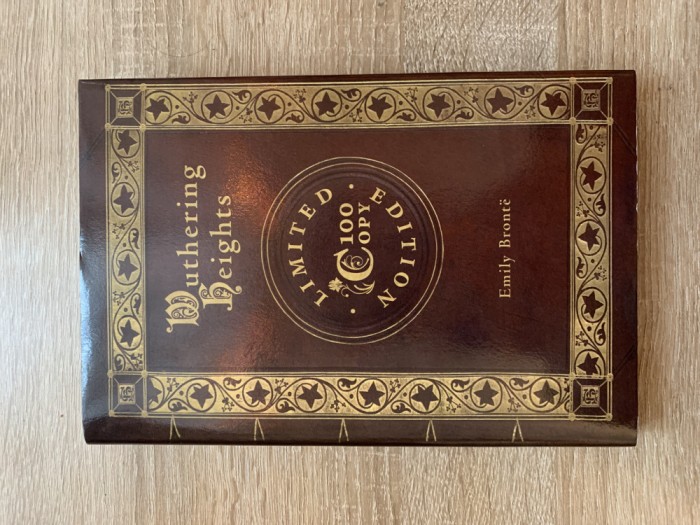 Wuthering
Heights
LIMITED
100
COPY
EDITION
Emily Brontë